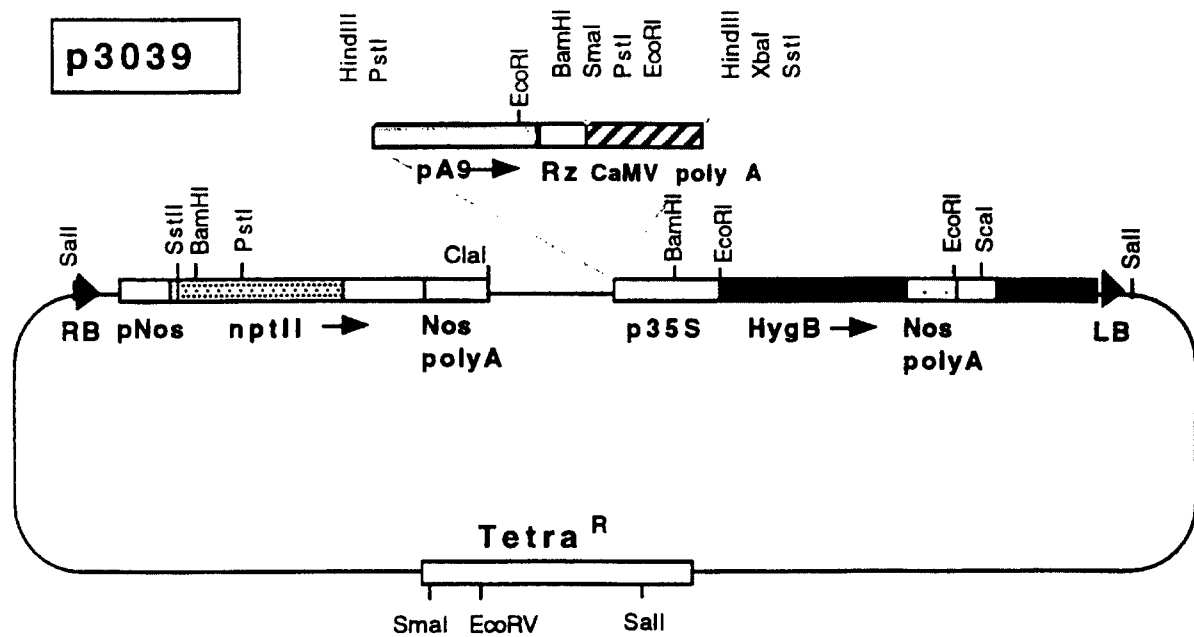 p3039
HindIII
PstI
EcoRI
BamHI
SmaI
PstI
EcoRI
HindIII
XbaI
SstI
pA9
Rz CaMV poly A
SalI
SstII
BamHI
PstI
ClaI
BamRI
EcoRI
EcoRI
ScaI
SalI
RB pNos nptII Nos polyA p35S HygB Nos polyA LB
Tetra R
SmaI EcoRV SalI